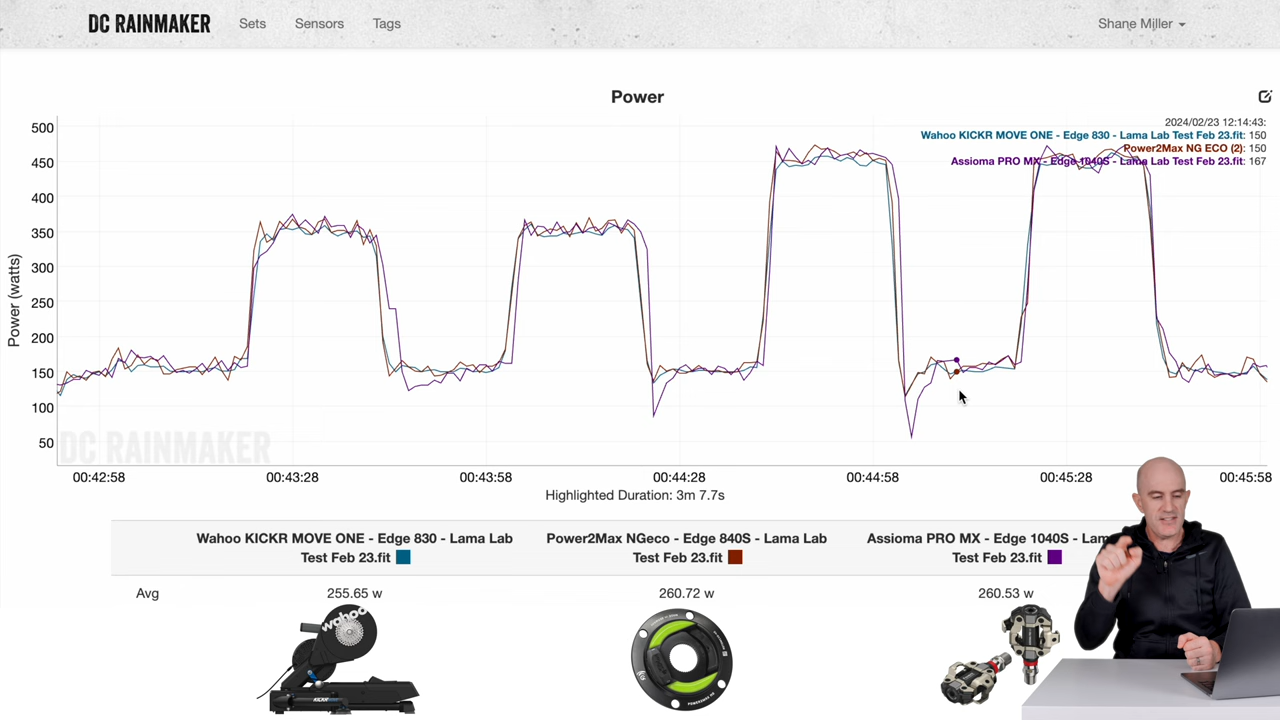 DC RAINMAKER Sets Sensors Tags Shane Miller
Power
2024/02/23 12:14:43:
Wahoo KICKR MOVE ONE - Edge 830 - Lama Lab Test Feb 23.fit: 150
Power2Max NG ECO (2): 150
Assioma PRO MX - Edge 1040S - Lama Lab Test Feb 23.fit: 167
Power (watts)
500
450
400
350
300
250
200
150
100
50
DC RAINMAKER
00:42:58 00:43:28 00:43:58 00:44:28 00:44:58 00:45:28 00:45:58
Highlighted Duration: 3m 7.7s
Wahoo KICKR MOVE ONE - Edge 830 - Lama Lab
Test Feb 23.fit
Power2Max NGeco - Edge 840S - Lama Lab
Test Feb 23.fit
Assioma PRO MX - Edge 1040S - Lam
Test Feb 23.fit
Avg 255.65 w 260.72 w 260.53 w
wahoo
KICKR